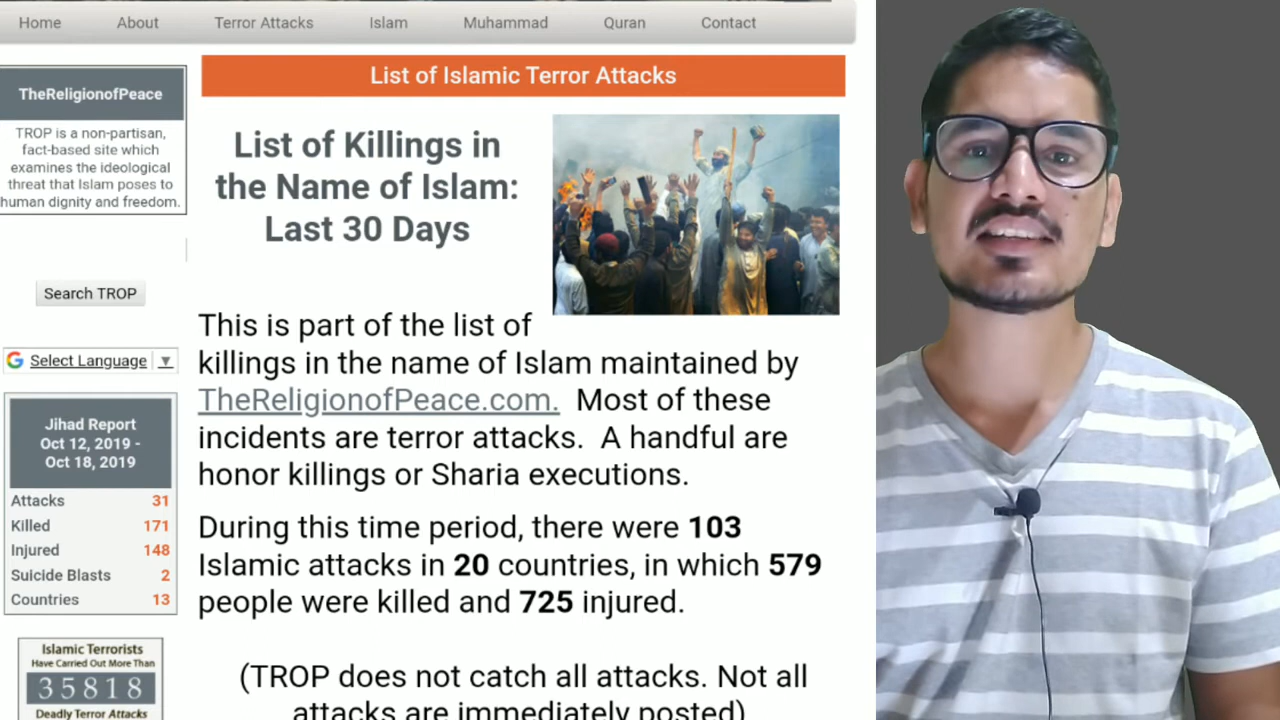 Home About Terror Attacks Islam Muhammad Quran Contact
TheReligionofPeace
TROP is a non-partisan,
fact-based site which
examines the ideological
threat that Islam poses to
human dignity and freedom.
Search TROP
Select Language
Jihad Report
Oct 12, 2019 -
Oct 18, 2019
Attacks 31
Killed 171
Injured 148
Suicide Blasts 2
Countries 13
Islamic Terrorists
Have Carried Out More Than
35818
Deadly Terror Attacks
List of Islamic Terror Attacks
List of Killings in
the Name of Islam:
Last 30 Days
This is part of the list of
killings in the name of Islam maintained by
TheReligionofPeace.com. Most of these
incidents are terror attacks. A handful are
honor killings or Sharia executions.
During this time period, there were 103
Islamic attacks in 20 countries, in which 579
people were killed and 725 injured.
(TROP does not catch all attacks. Not all
attacks are immediately posted)